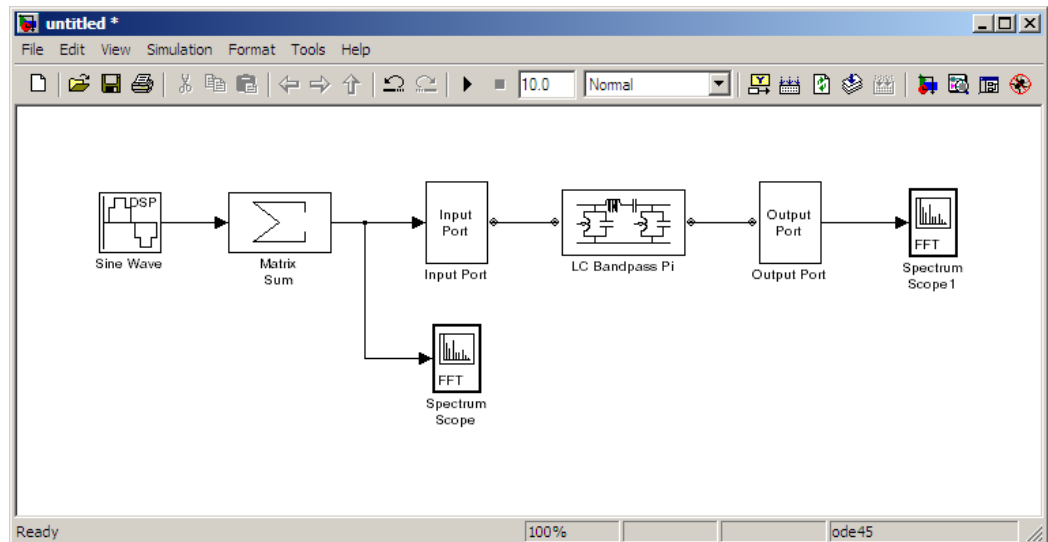 untitled *
File Edit View Simulation Format Tools Help
10.0 Normal
DSP
Sine Wave
Matrix
Sum
Input
Port
Input Port
LC Bandpass Pi
Output
Port
Output Port
FFT
Spectrum
Scope1
FFT
Spectrum
Scope
Ready 100% ode45